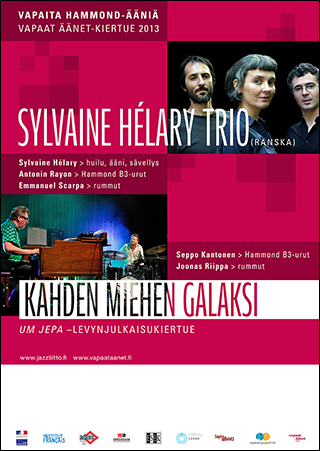 VAPAITA HAMMOND-ÄÄNIÄ
VAPAAT ÄÄNET-KIERTUE 2013
SYLVAINE HÉLARY TRIO (RANSKA)
Sylvaine Hélary > huilu, ääni, sävellys
Antonin Rayon > Hammond B3-urut
Emmanuel Scarpa > rummut
Seppo Kantonen > Hammond B3-urut
Joonas Riippa > rummut
KAHDEN MIEHEN GALAKSI
UM JEPA –LEVYNJULKAISUKIERTUE
www.jazzliitto.fi www.vapaataanet.fi
INSTITUT
FRANÇAIS